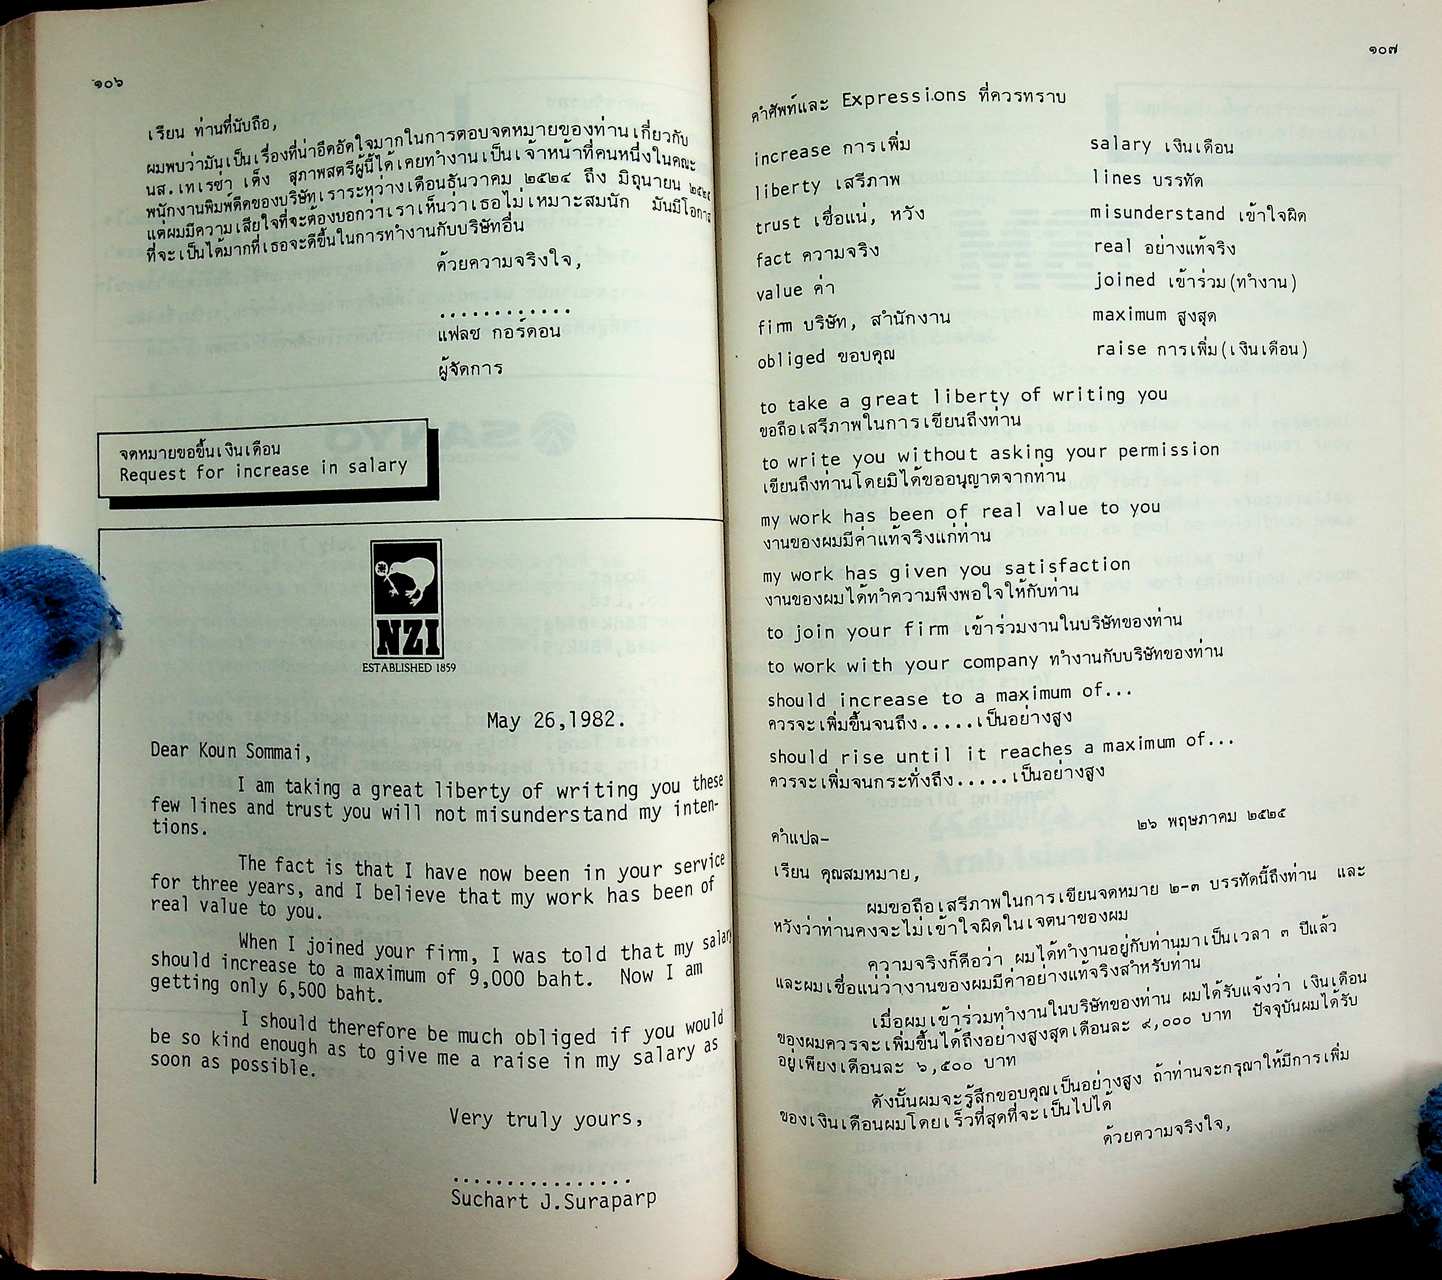 ๑๐๖
เรียน ท่านที่นับถือ,
ผมพบว่ามันเป็นเรื่องที่น่าอึดอัดใจมากในการตอบจดหมายของท่านเกี่ยวกับ
นส.เทเรซ่า เต็ง สุภาพสตรีผู้นี้ได้เคยทำงานเป็นเจ้าหน้าที่คนหนึ่งในคณะ
พนักงานพิมพ์ดีดของบริษัทเราระหว่างเดือนธันวาคม ๒๕๒๔ ถึง มิถุนายน ๒๕๒๕
แต่ผมมีความเสียใจที่จะต้องบอกว่าเราเห็นว่าเธอไม่เหมาะสมนัก มันมีโอกาส
ที่จะเป็นได้มากที่เธอจะดีขึ้นในการทำงานกับบริษัทอื่น
ด้วยความจริงใจ,
............
แฟลช กอร์ดอน
ผู้จัดการ
จดหมายขอขึ้นเงินเดือน
Request for increase in salary
NZI
ESTABLISHED 1859
May 26,1982.
Dear Koun Sommai,
I am taking a great liberty of writing you these
few lines and trust you will not misunderstand my inten-
tions.
The fact is that I have now been in your service
for three years, and I believe that my work has been of
real value to you.
When I joined your firm, I was told that my salary
should increase to a maximum of 9,000 baht. Now I am
getting only 6,500 baht.
I should therefore be much obliged if you would
be so kind enough as to give me a raise in my salary as
soon as possible.
Very truly yours,
................
Suchart J.Suraparp
๑๐๗
คำศัพท์และ Expressions ที่ควรทราบ
increase การเพิ่ม salary เงินเดือน
liberty เสรีภาพ lines บรรทัด
trust เชื่อแน่, หวัง misunderstand เข้าใจผิด
fact ความจริง real อย่างแท้จริง
value ค่า joined เข้าร่วม(ทำงาน)
firm บริษัท, สำนักงาน maximum สูงสุด
obliged ขอบคุณ raise การเพิ่ม(เงินเดือน)
to take a great liberty of writing you
ขอถือเสรีภาพในการเขียนถึงท่าน
to write you without asking your permission
เขียนถึงท่านโดยมิได้ขออนุญาตจากท่าน
my work has been of real value to you
งานของผมมีค่าแท้จริงแก่ท่าน
my work has given you satisfaction
งานของผมได้ทำความพึงพอใจให้กับท่าน
to join your firm เข้าร่วมงานในบริษัทของท่าน
to work with your company ทำงานกับบริษัทของท่าน
should increase to a maximum of...
ควรจะเพิ่มขึ้นจนถึง.....เป็นอย่างสูง
should rise until it reaches a maximum of...
ควรจะเพิ่มจนกระทั่งถึง.....เป็นอย่างสูง
คำแปล-
๒๖ พฤษภาคม ๒๕๒๕
เรียน คุณสมหมาย,
ผมขอถือเสรีภาพในการเขียนจดหมาย ๒-๓ บรรทัดนี้ถึงท่าน และ
หวังว่าท่านคงจะไม่เข้าใจผิดในเจตนาของผม
ความจริงก็คือว่า ผมได้ทำงานอยู่กับท่านมาเป็นเวลา ๓ ปีแล้ว
และผมเชื่อแน่ว่างานของผมมีค่าอย่างแท้จริงสำหรับท่าน
เมื่อผมเข้าร่วมทำงานในบริษัทของท่าน ผมได้รับแจ้งว่า เงินเดือน
ของผมควรจะเพิ่มขึ้นได้ถึงอย่างสูงสุดเดือนละ ๙,๐๐๐ บาท ปัจจุบันผมได้รับ
อยู่เพียงเดือนละ ๖,๕๐๐ บาท
ดังนั้นผมจะรู้สึกขอบคุณเป็นอย่างสูง ถ้าท่านจะกรุณาให้มีการเพิ่ม
ของเงินเดือนผมโดยเร็วที่สุดที่จะเป็นไปได้
ด้วยความจริงใจ,